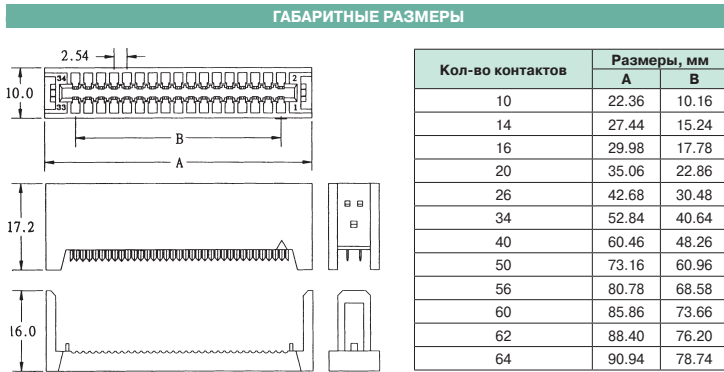 ГАБАРИТНЫЕ РАЗМЕРЫ
2.54
34
2
10.0
33
1
B
A
17.2
16.0
Кол-во контактов Размеры, мм
A B
10 22.36 10.16
14 27.44 15.24
16 29.98 17.78
20 35.06 22.86
26 42.68 30.48
34 52.84 40.64
40 60.46 48.26
50 73.16 60.96
56 80.78 68.58
60 85.86 73.66
62 88.40 76.20
64 90.94 78.74